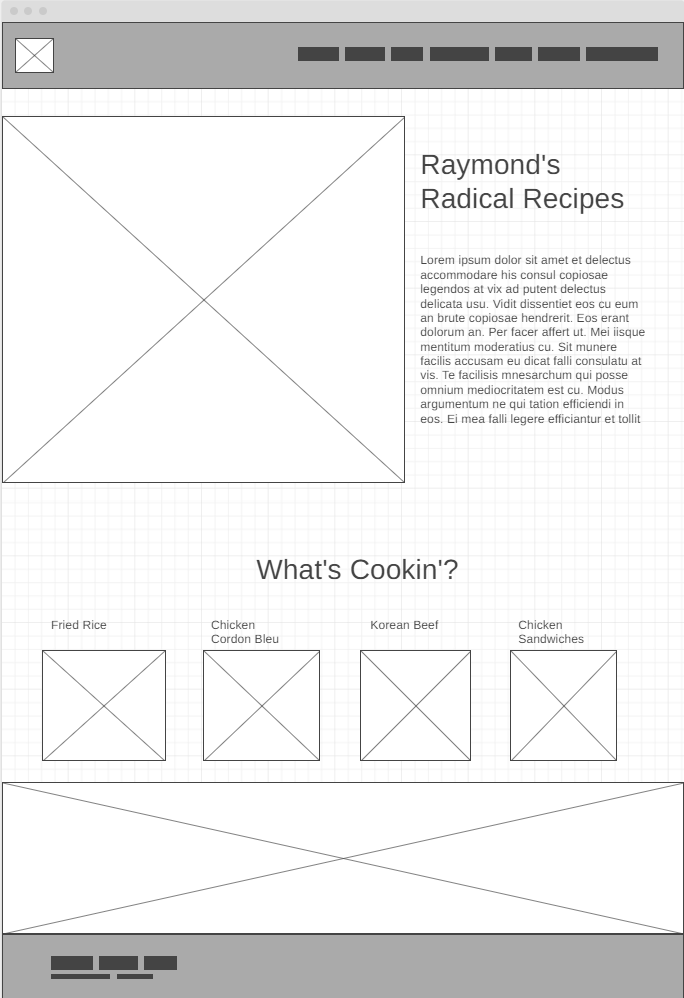 Raymond's
Radical Recipes
Lorem ipsum dolor sit amet et delectus
accommodare his consul copiosae
legendos at vix ad putent delectus
delicata usu. Vidit dissentiet eos cu eum
an brute copiosae hendrerit. Eos erant
dolorum an. Per facer affert ut. Mei iisque
mentitum moderatius cu. Sit munere
facilis accusam eu dicat falli consulatu at
vis. Te facilisis mnesarchum qui posse
omnium mediocritatem est cu. Modus
argumentum ne qui tation efficiendi in
eos. Ei mea falli legere efficiantur et tollit
What's Cookin'?
Fried Rice
Chicken
Cordon Bleu
Korean Beef
Chicken
Sandwiches